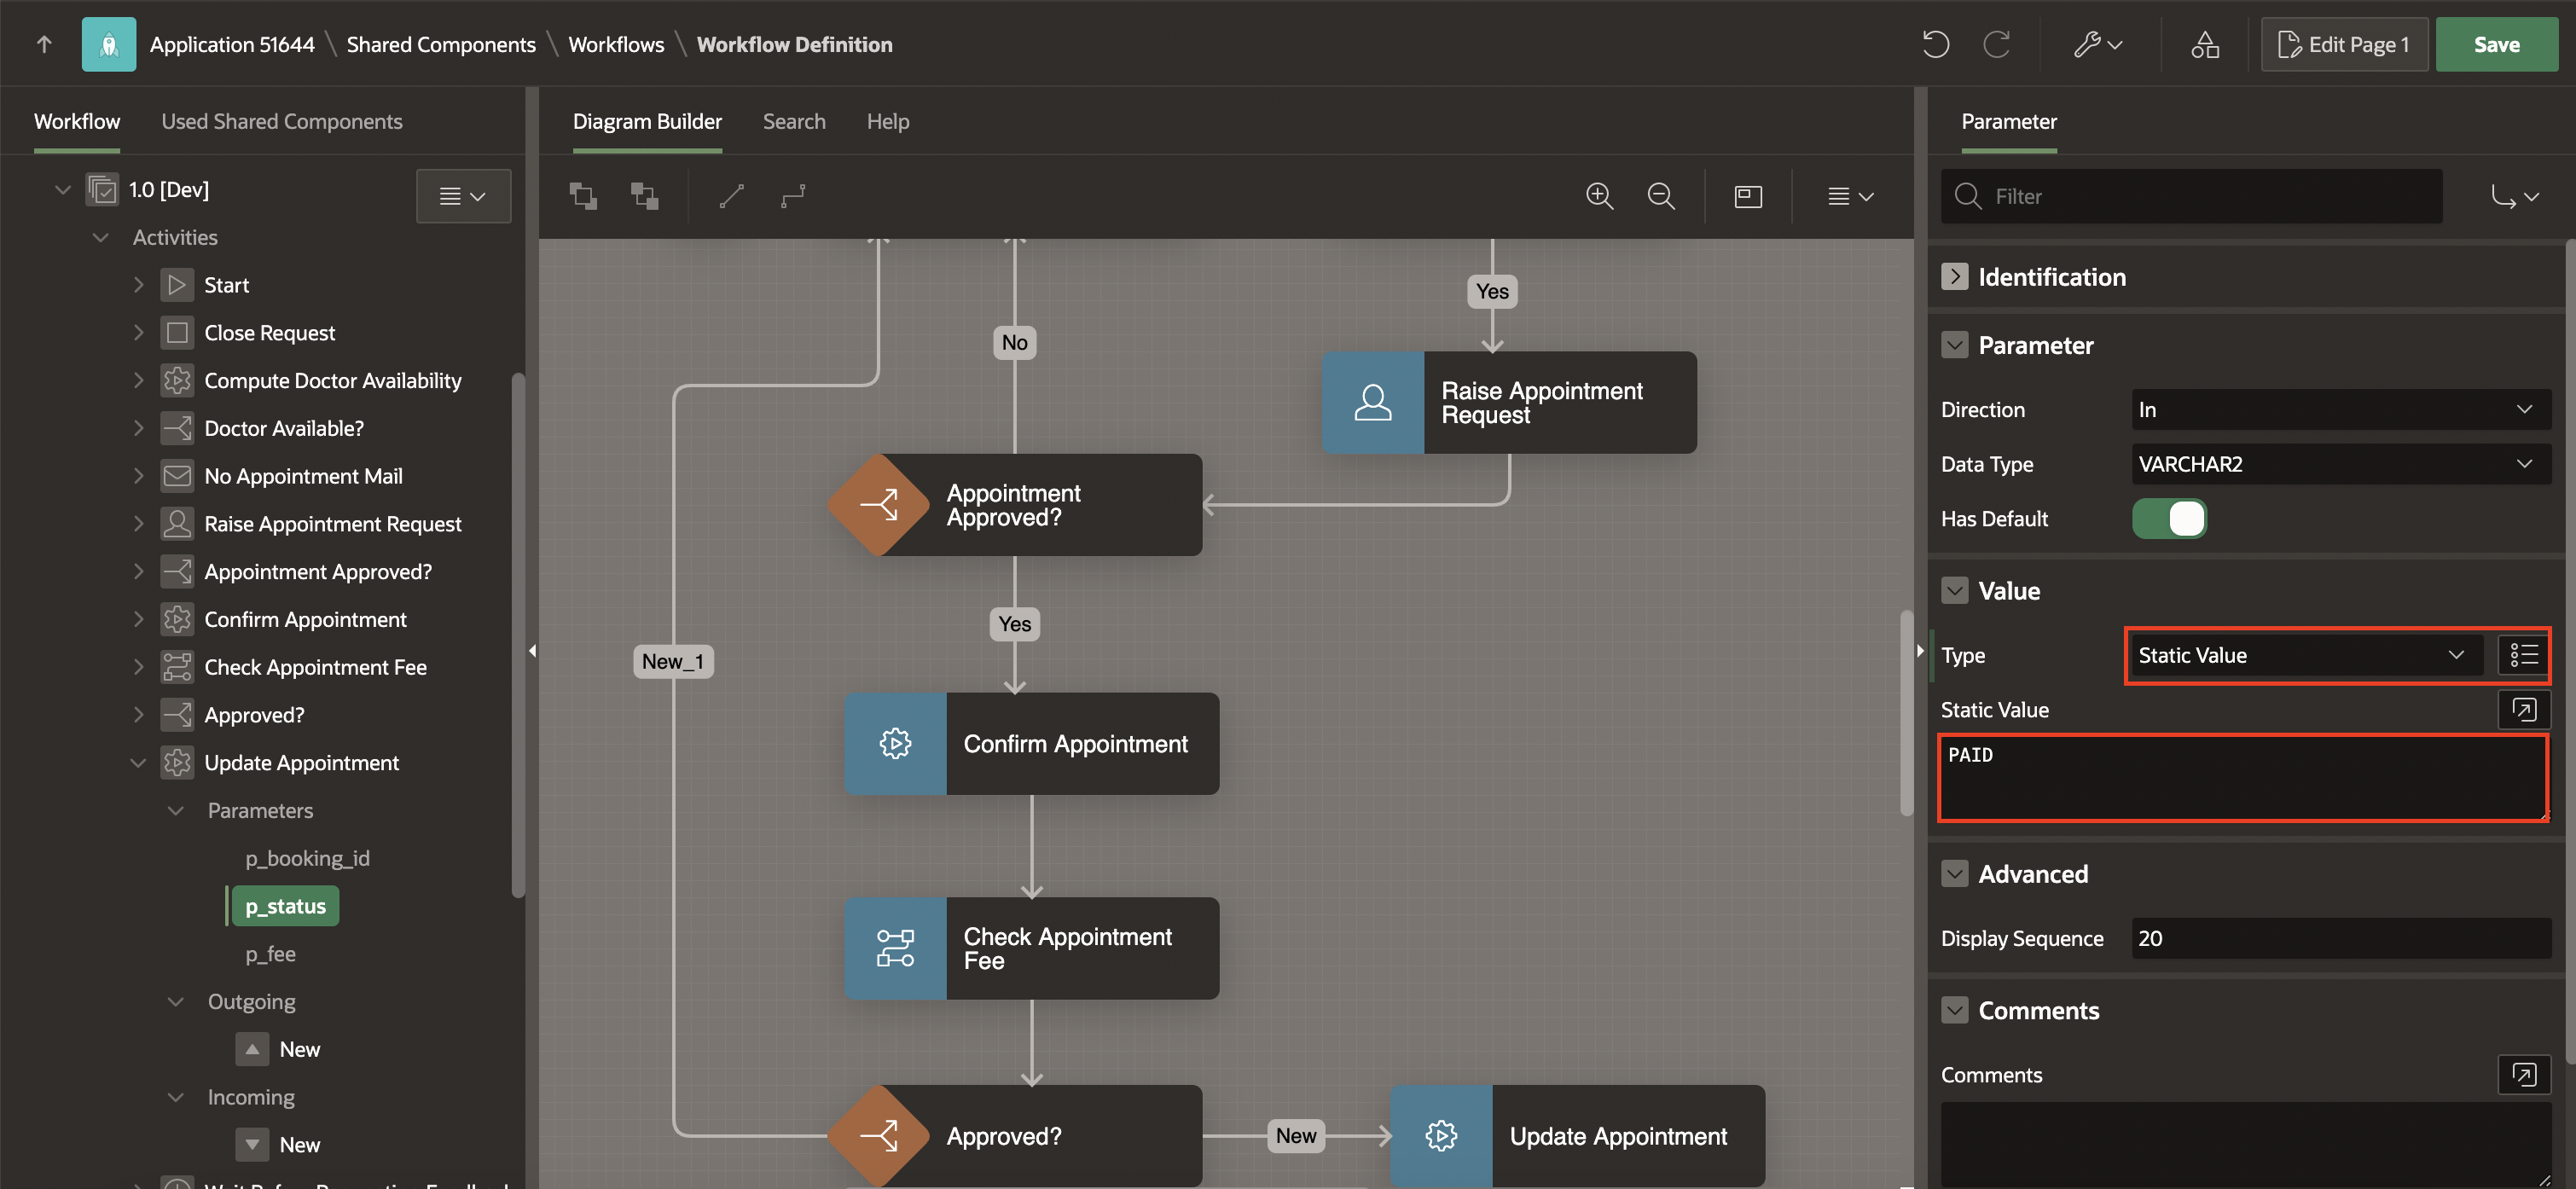 Application 51644 \ Shared Components \ Workflows \ Workflow Definition
Edit Page 1
Save
Workflow
Used Shared Components
1.0 [Dev]
Activities
Start
Close Request
Compute Doctor Availability
Doctor Available?
No Appointment Mail
Raise Appointment Request
Appointment Approved?
Confirm Appointment
Check Appointment Fee
Approved?
Update Appointment
Parameters
p_booking_id
p_status
p_fee
Outgoing
New
Incoming
New
Diagram Builder
Search
Help
Yes
No
Raise Appointment
Request
Appointment
Approved?
Yes
New_1
Confirm Appointment
Check Appointment
Fee
Approved?
New
Update Appointment
Parameter
Filter
Identification
Parameter
Direction
In
Data Type
VARCHAR2
Has Default
Value
Type
Static Value
Static Value
PAID
Advanced
Display Sequence
20
Comments
Comments